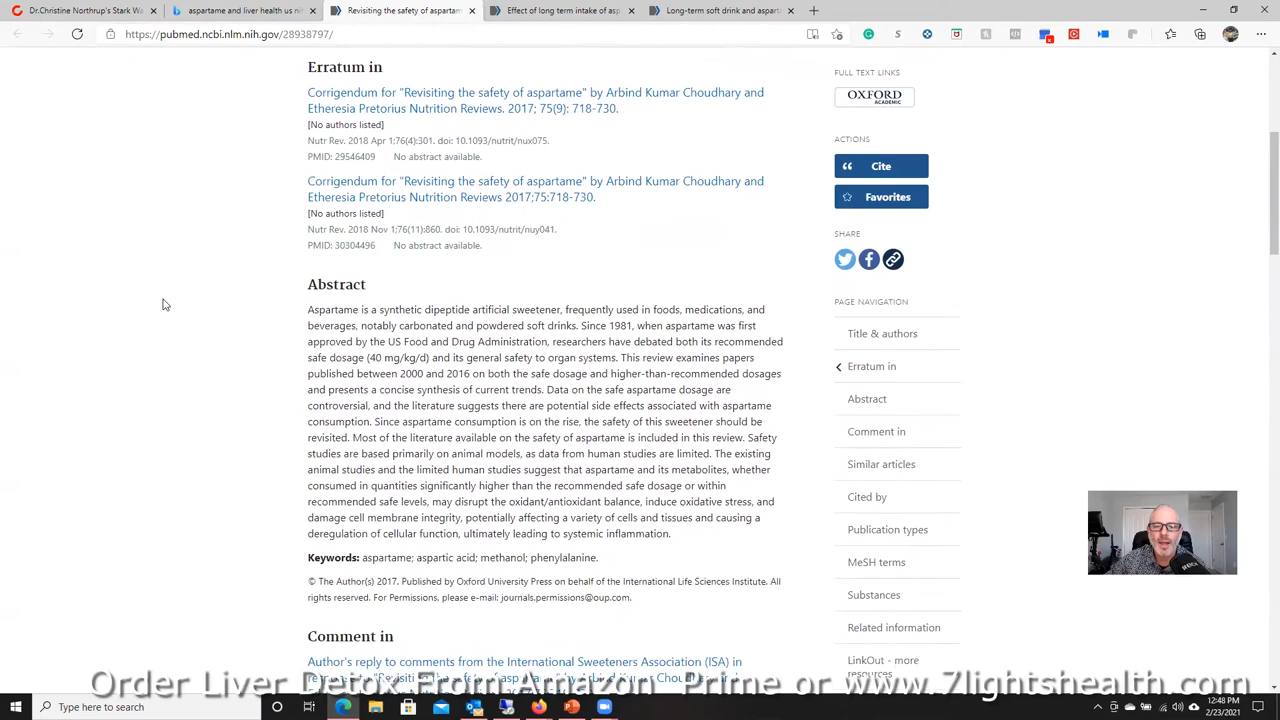 Dr.Christine Northrup's Stark Wa
aspartame and liver health us ni
Revisiting the safety of aspartam
Effect of long term intake of asp
Long-term soft drink and asparta
https://pubmed.ncbi.nlm.nih.gov/28938797/
Erratum in
Corrigendum for "Revisiting the safety of aspartame" by Arbind Kumar Choudhary and
Etheresia Pretorius Nutrition Reviews. 2017; 75(9): 718-730.
[No authors listed]
Nutr Rev. 2018 Apr 1;76(4):301. doi: 10.1093/nutrit/nux075.
PMID: 29546409 No abstract available.
Corrigendum for "Revisiting the safety of aspartame" by Arbind Kumar Choudhary and
Etheresia Pretorius Nutrition Reviews 2017;75:718-730.
[No authors listed]
Nutr Rev. 2018 Nov 1;76(11):860. doi: 10.1093/nutrit/nuy041.
PMID: 30304496 No abstract available.
Abstract
Aspartame is a synthetic dipeptide artificial sweetener, frequently used in foods, medications, and
beverages, notably carbonated and powdered soft drinks. Since 1981, when aspartame was first
approved by the US Food and Drug Administration, researchers have debated both its recommended
safe dosage (40 mg/kg/d) and its general safety to organ systems. This review examines papers
published between 2000 and 2016 on both the safe dosage and higher-than-recommended dosages
and presents a concise synthesis of current trends. Data on the safe aspartame dosage are
controversial, and the literature suggests there are potential side effects associated with aspartame
consumption. Since aspartame consumption is on the rise, the safety of this sweetener should be
revisited. Most of the literature available on the safety of aspartame is included in this review. Safety
studies are based primarily on animal models, as data from human studies are limited. The existing
animal studies and the limited human studies suggest that aspartame and its metabolites, whether
consumed in quantities significantly higher than the recommended safe dosage or within
recommended safe levels, may disrupt the oxidant/antioxidant balance, induce oxidative stress, and
damage cell membrane integrity, potentially affecting a variety of cells and tissues and causing a
deregulation of cellular function, ultimately leading to systemic inflammation.
Keywords: aspartame; aspartic acid; methanol; phenylalanine.
© The Author(s) 2017. Published by Oxford University Press on behalf of the International Life Sciences Institute. All
rights reserved. For Permissions, please e-mail: journals.permissions@oup.com.
Comment in
Author's reply to comments from the International Sweeteners Association (ISA) in
FULL TEXT LINKS
OXFORD
ACADEMIC
ACTIONS
Cite
Favorites
SHARE
PAGE NAVIGATION
Title & authors
Erratum in
Abstract
Comment in
Similar articles
Cited by
Publication types
MeSH terms
Substances
Related information
LinkOut - more
resources
Order Liver Detox From Amazon Prime or www.7lightshealth.com
Type here to search
12:48 PM
2/23/2021